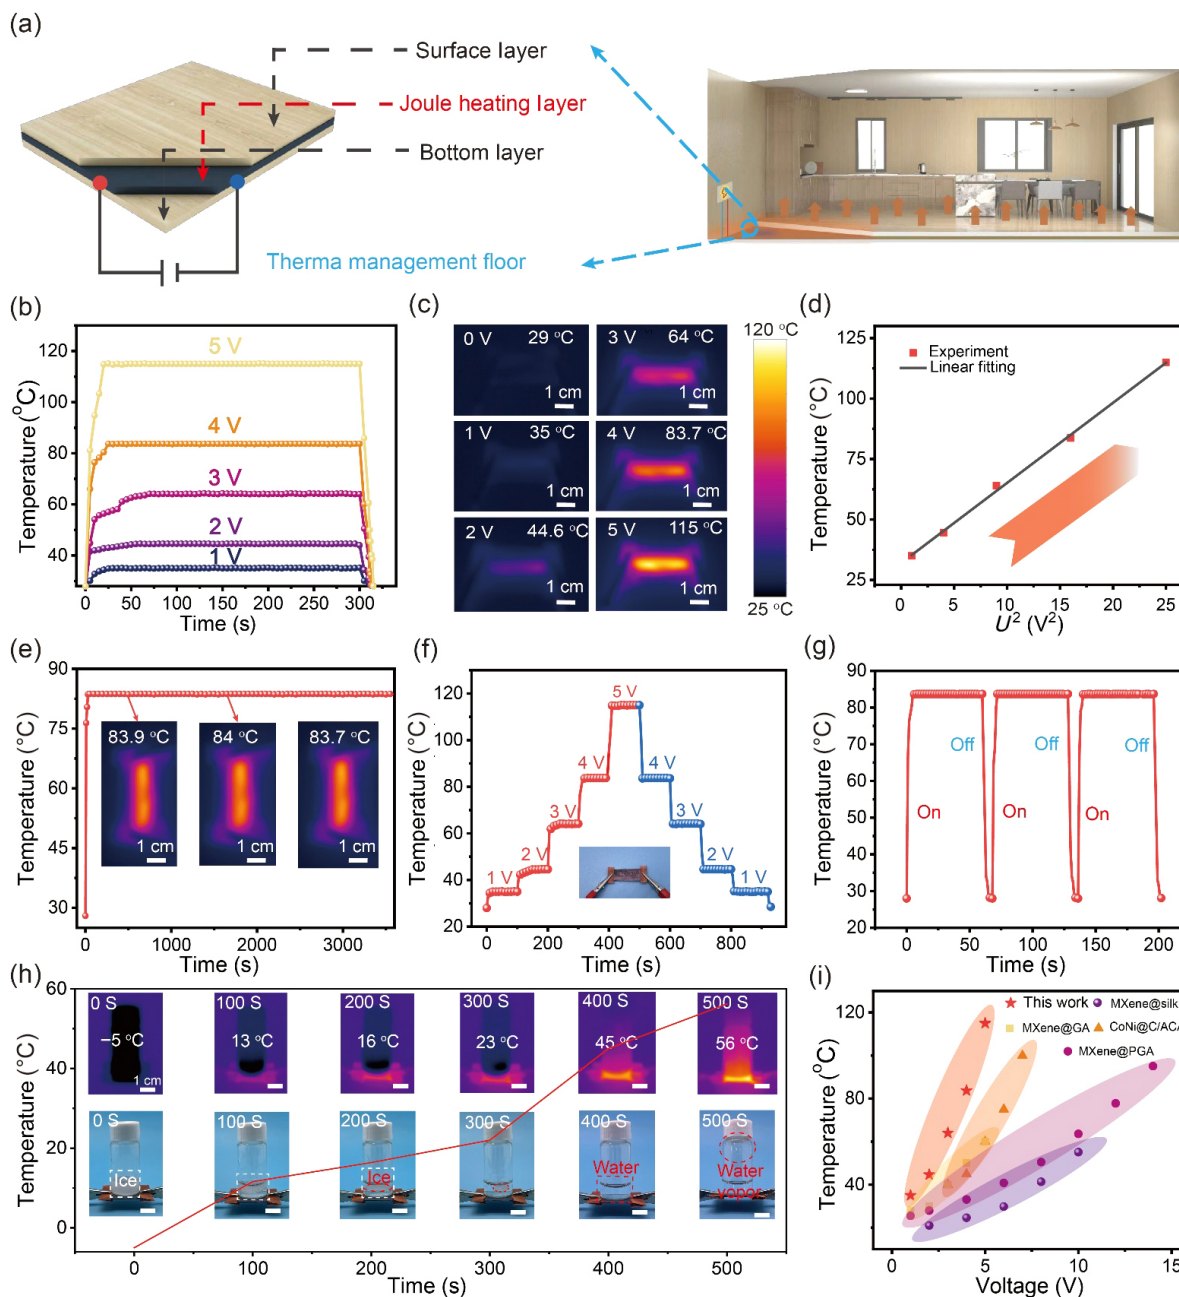 (a)
Surface layer
Joule heating layer
Bottom layer
Therma management floor
(b)
Temperature (°C)
120
100
80
60
40
5 V
4 V
3 V
2 V
1 V
0 50 100 150 200 250 300
Time (s)
(c)
0 V 29 °C
1 cm
3 V 64 °C
1 cm
1 V 35 °C
1 cm
4 V 83.7 °C
1 cm
2 V 44.6 °C
1 cm
5 V 115 °C
1 cm
120 °C
25 °C
(d)
Temperature (°C)
125
100
75
50
25
Experiment
Linear fitting
0 5 10 15 20 25
U² (V²)
(e)
Temperature (°C)
90
75
60
45
30
83.9 °C
1 cm
84 °C
1 cm
83.7 °C
1 cm
0 1000 2000 3000
Time (s)
(f)
Temperature (°C)
120
100
80
60
40
20
1 V
2 V
3 V
4 V
5 V
4 V
3 V
2 V
1 V
0 200 400 600 800
Time (s)
(g)
Temperature (°C)
90
80
70
60
50
40
30
20
On
Off
On
Off
On
Off
0 50 100 150 200
Time (s)
(h)
Temperature (°C)
60
40
20
0
0 S
−5 °C
1 cm
100 S
13 °C
200 S
16 °C
300 S
23 °C
400 S
45 °C
500 S
56 °C
0 S
Ice
100 S
200 S
Ice
300 S
400 S
Water
500 S
Water
vopor
0 100 200 300 400 500
Time (s)
(i)
Temperature (°C)
120
80
40
This work
MXene@silk
MXene@GA
CoNi@C/ACA
MXene@PGA
0 5 10 15
Voltage (V)